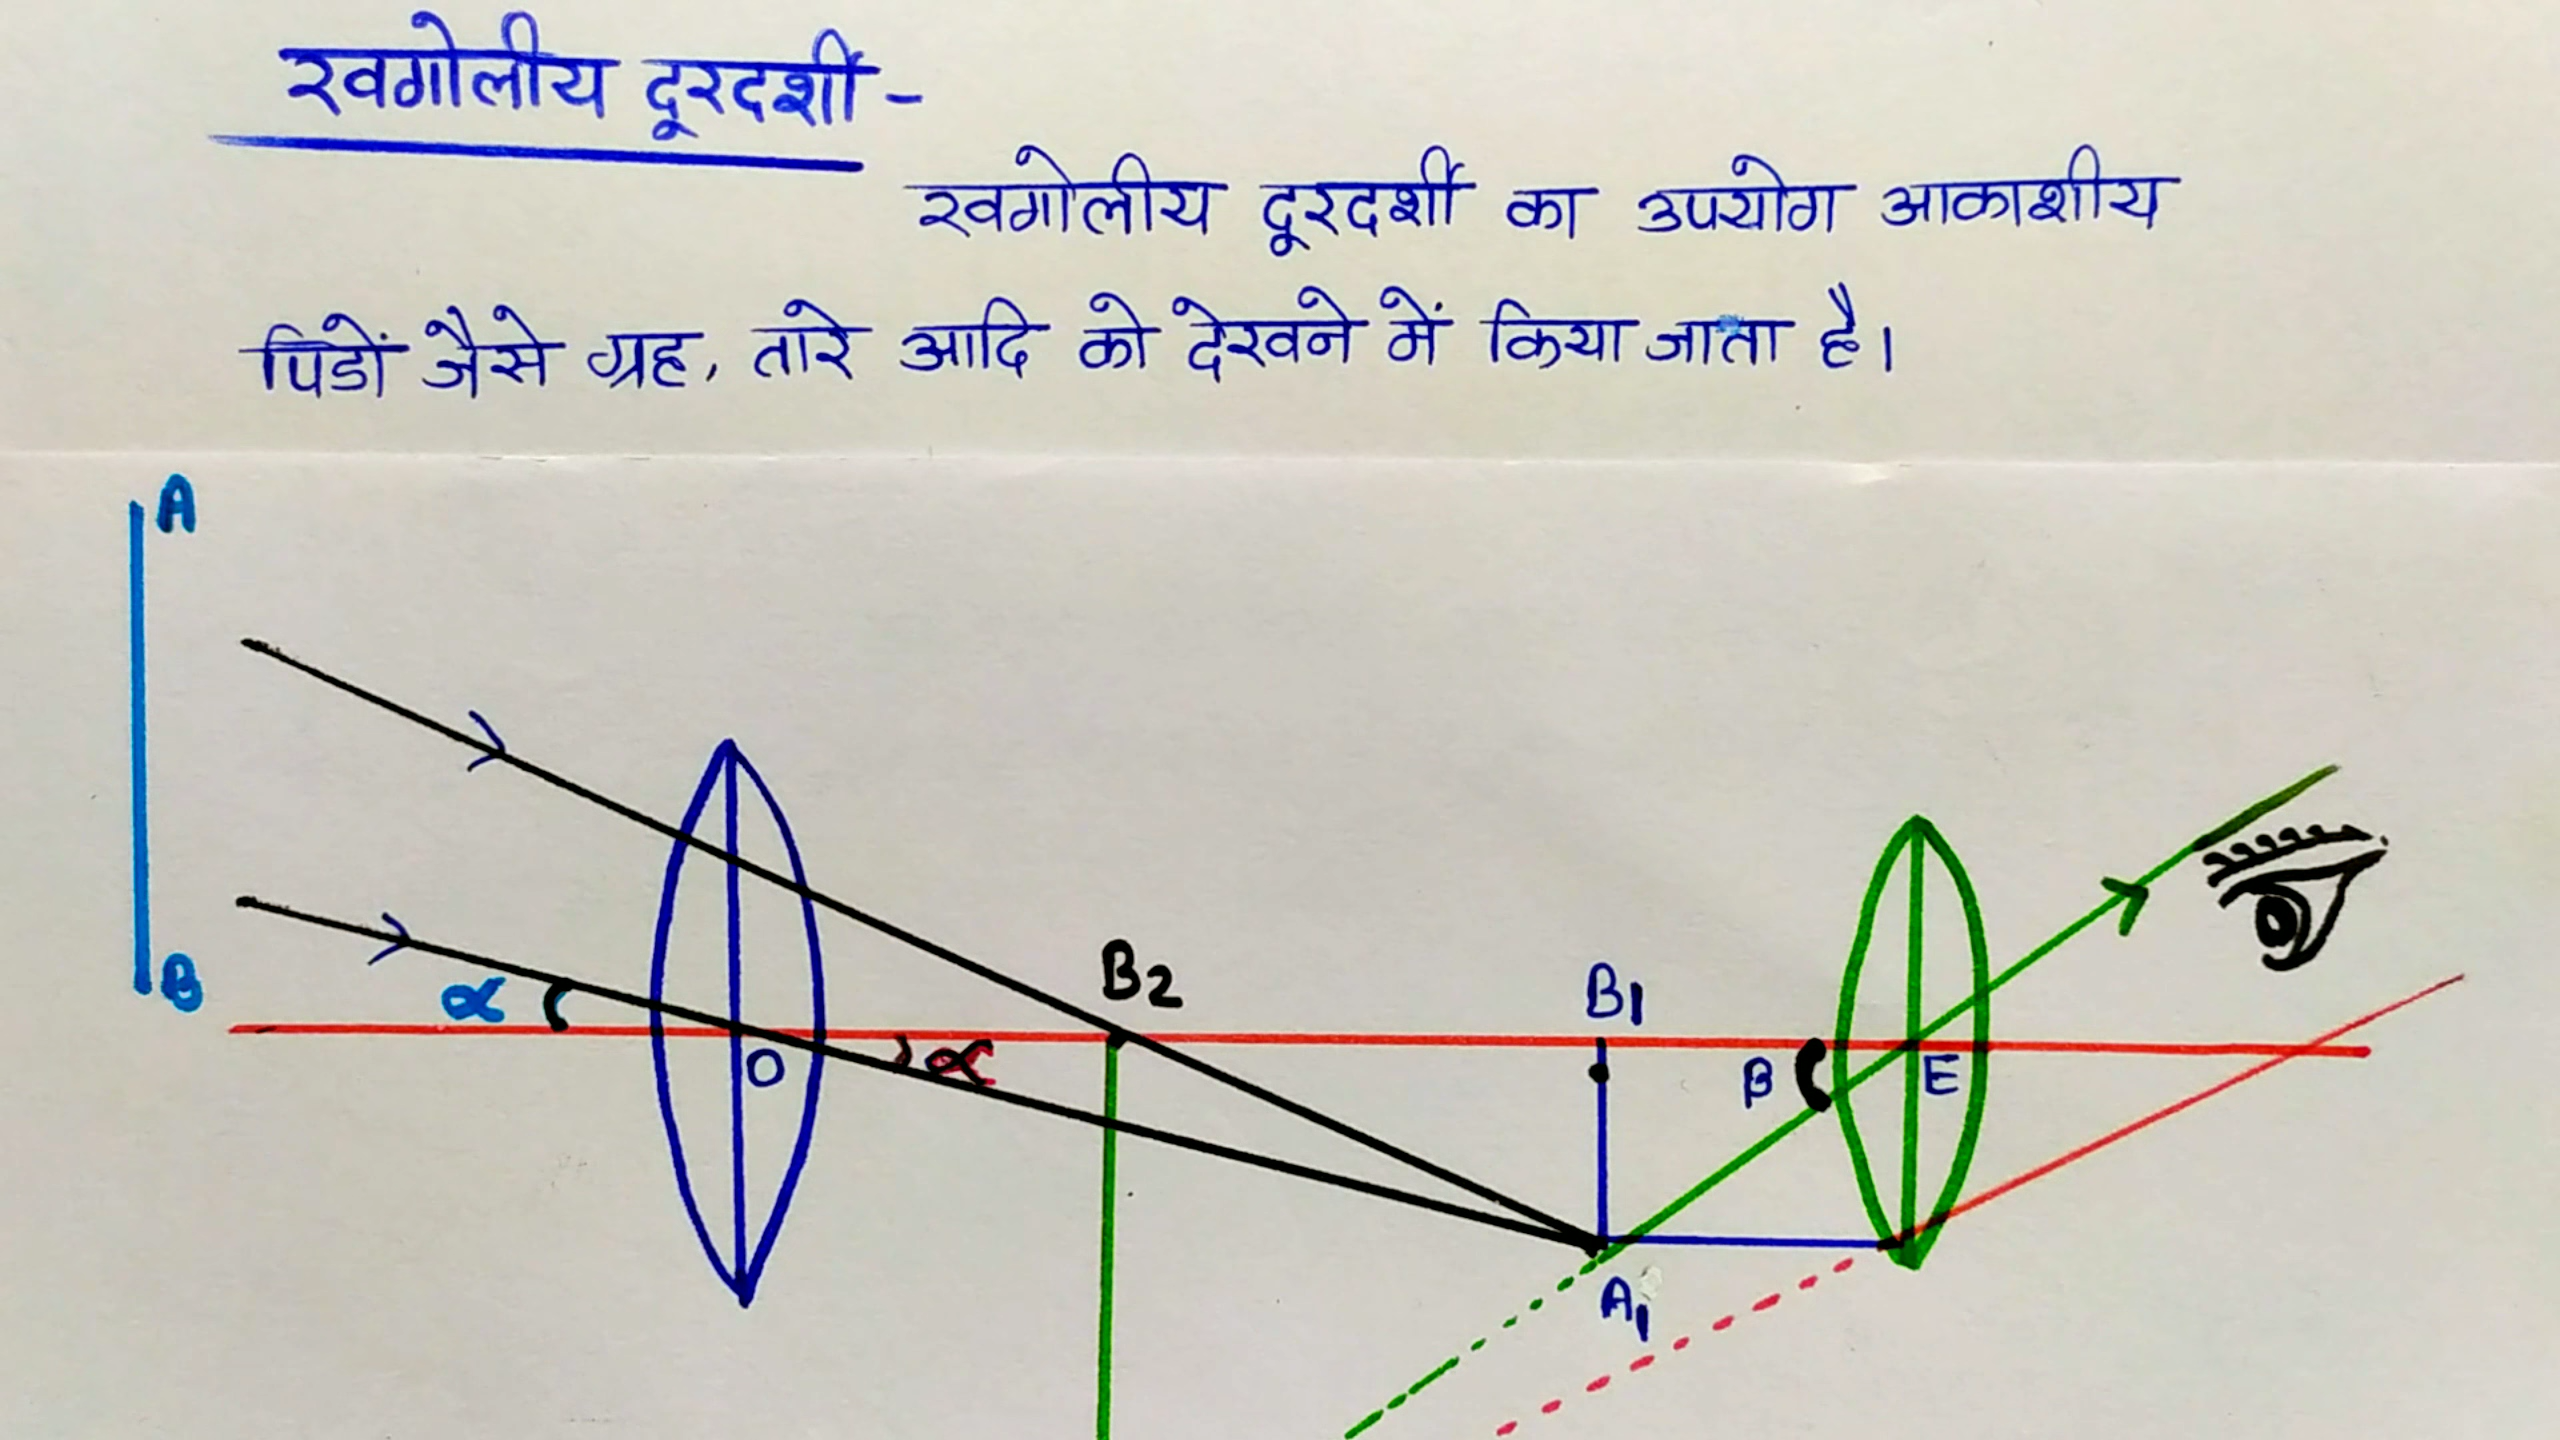 खगोलीय दूरदर्शी -
खगोलीय दूरदर्शी का उपयोग आकाशीय
पिडों जैसे ग्रह, तारे आदि को देखने में किया जाता है।
A
B
α
O
α
B2
B1
β
E
A1